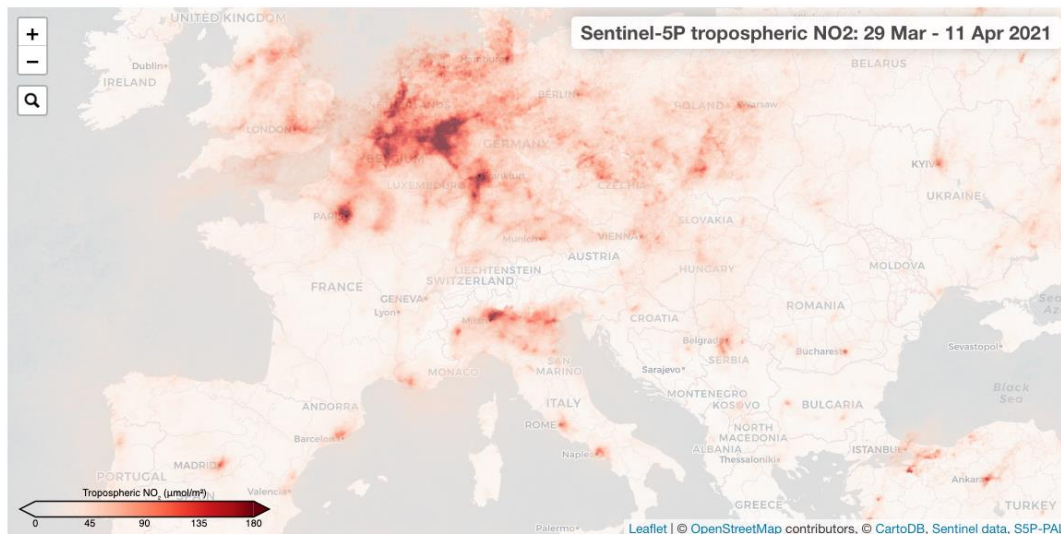 +
−
Sentinel-5P tropospheric NO2: 29 Mar - 11 Apr 2021
UNITED KINGDOM
Dublin
IRELAND
BELARUS
BERLIN
POLAND
Warsaw
LONDON
GERMANY
BELGIUM
KYIV
LUXEMBOURG
CZECHIA
UKRAINE
SLOVAKIA
Munich
VIENNA
AUSTRIA
LIECHTENSTEIN
HUNGARY
MOLDOVA
FRANCE
SWITZERLAND
GENEVA
Lyon
ROMANIA
CROATIA
Belgrade
Bucharest
Sevastopol
SERBIA
SAN
MARINO
Sarajevo
MONACO
Black
Sea
MONTENEGRO
ANDORRA
ITALY
KOSOVO
BULGARIA
ROME
NORTH
MACEDONIA
Barcelona
ALBANIA
ISTANBUL
Naples
Thessaloniki
MADRID
PORTUGAL
Ankara
Valencia
GREECE
TURKEY
Tropospheric NO₂ (μmol/m²)
0 45 90 135 180
Palermo
Leaflet | © OpenStreetMap contributors, © CartoDB, Sentinel data, S5P-PAL